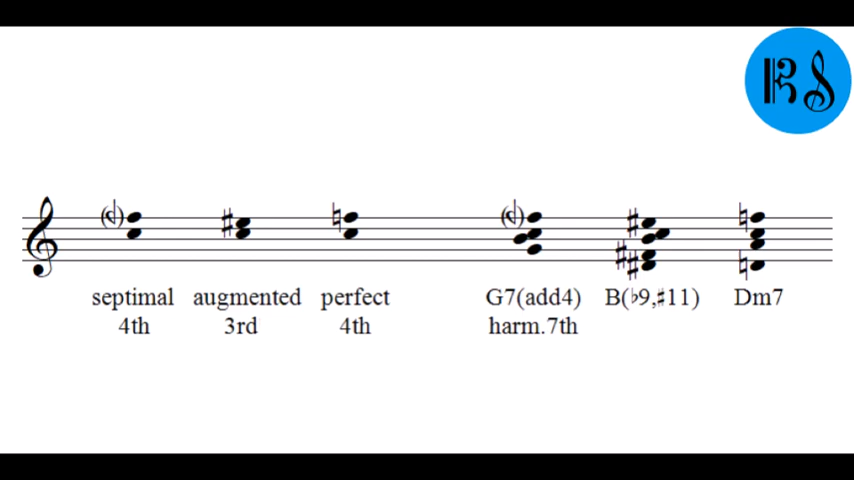 septimal augmented perfect G7(add4) B(♭9,♯11) Dm7
4th 3rd 4th harm.7th